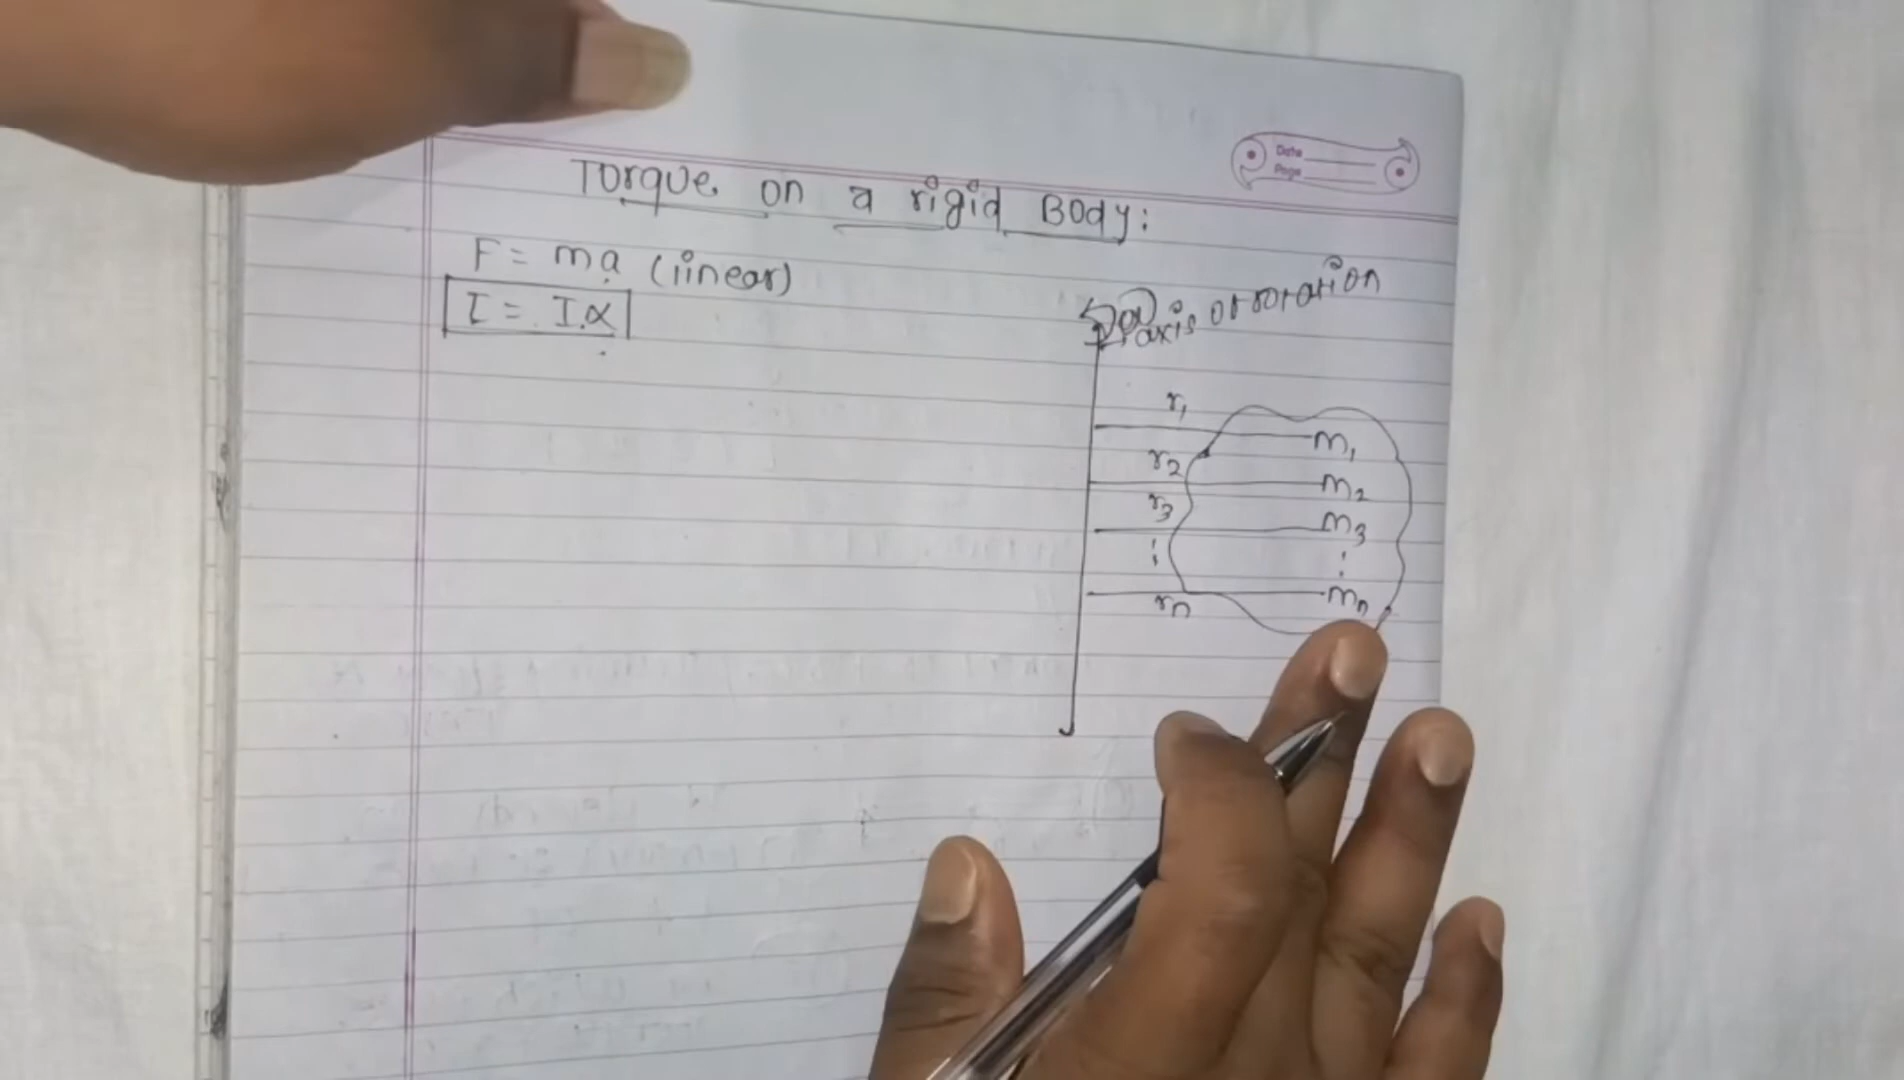 Date
Page
Torque on a rigid Body:
F = ma (linear)
τ = I.α
axis of rotation
r1
m1
r2
m2
r3
m3
⋮
⋮
rn
mn